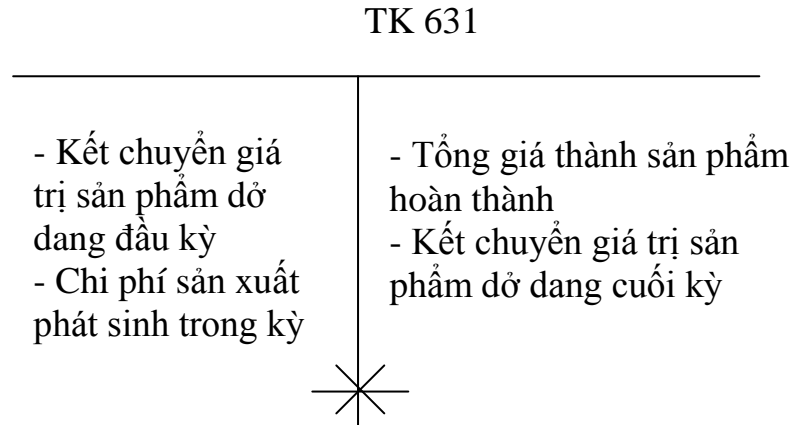 TK 631
- Kết chuyển giá
trị sản phẩm dở
dang đầu kỳ
- Chi phí sản xuất
phát sinh trong kỳ
- Tổng giá thành sản phẩm
hoàn thành
- Kết chuyển giá trị sản
phẩm dở dang cuối kỳ